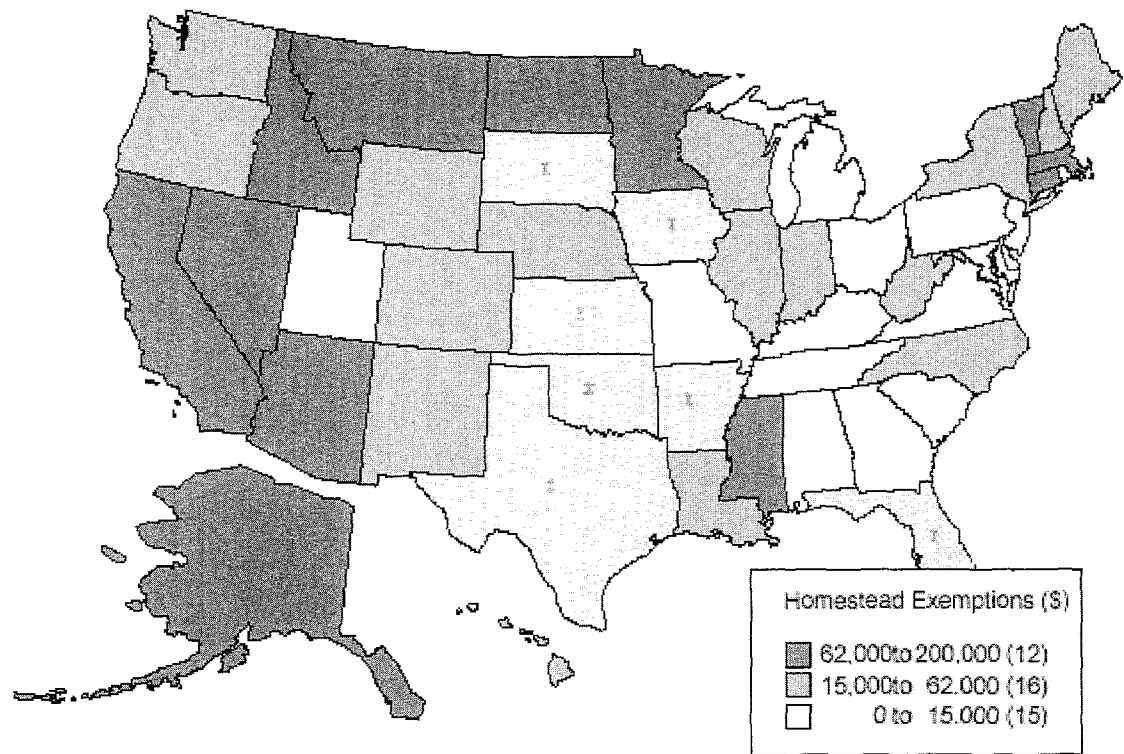 I
I
I
I
I
Homestead Exemptions ($)
62,000to 200,000 (12)
15,000to 62.000 (16)
0 to 15.000 (15)